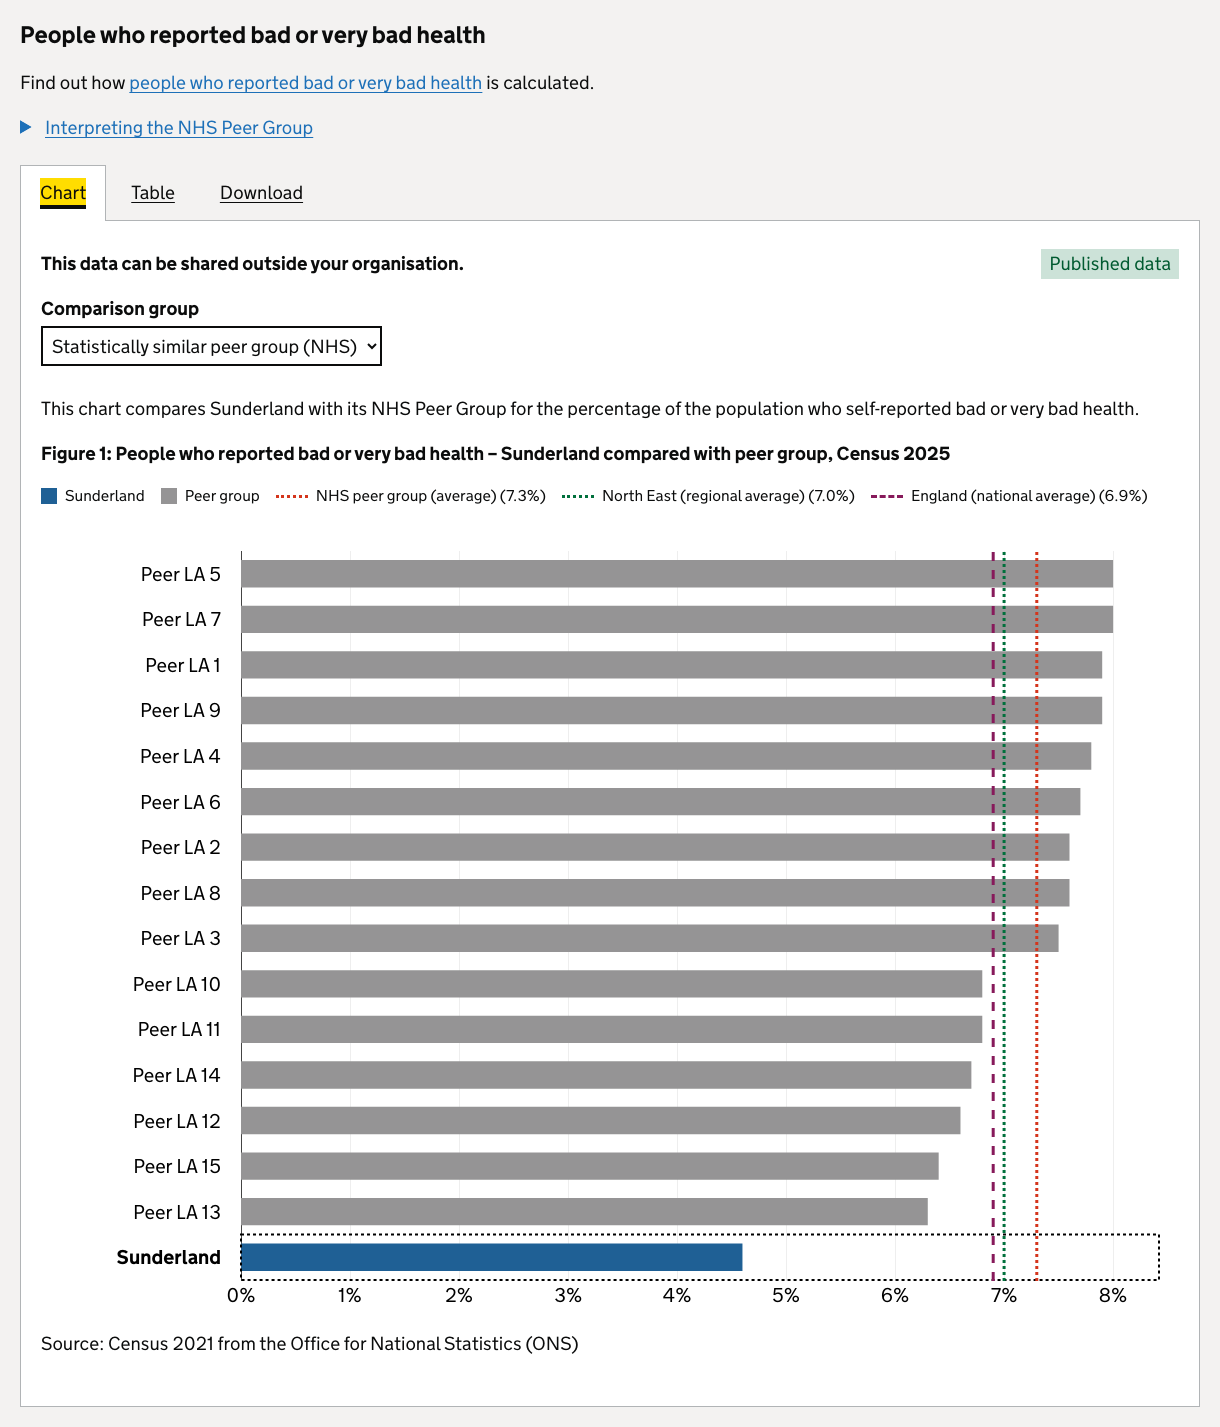 People who reported bad or very bad health
Find out how people who reported bad or very bad health is calculated.
Interpreting the NHS Peer Group
Chart Table Download
This data can be shared outside your organisation. Published data
Comparison group
Statistically similar peer group (NHS)
This chart compares Sunderland with its NHS Peer Group for the percentage of the population who self-reported bad or very bad health.
Figure 1: People who reported bad or very bad health – Sunderland compared with peer group, Census 2025
Sunderland Peer group NHS peer group (average) (7.3%) North East (regional average) (7.0%) England (national average) (6.9%)
Peer LA 5
Peer LA 7
Peer LA 1
Peer LA 9
Peer LA 4
Peer LA 6
Peer LA 2
Peer LA 8
Peer LA 3
Peer LA 10
Peer LA 11
Peer LA 14
Peer LA 12
Peer LA 15
Peer LA 13
Sunderland
0% 1% 2% 3% 4% 5% 6% 7% 8%
Source: Census 2021 from the Office for National Statistics (ONS)